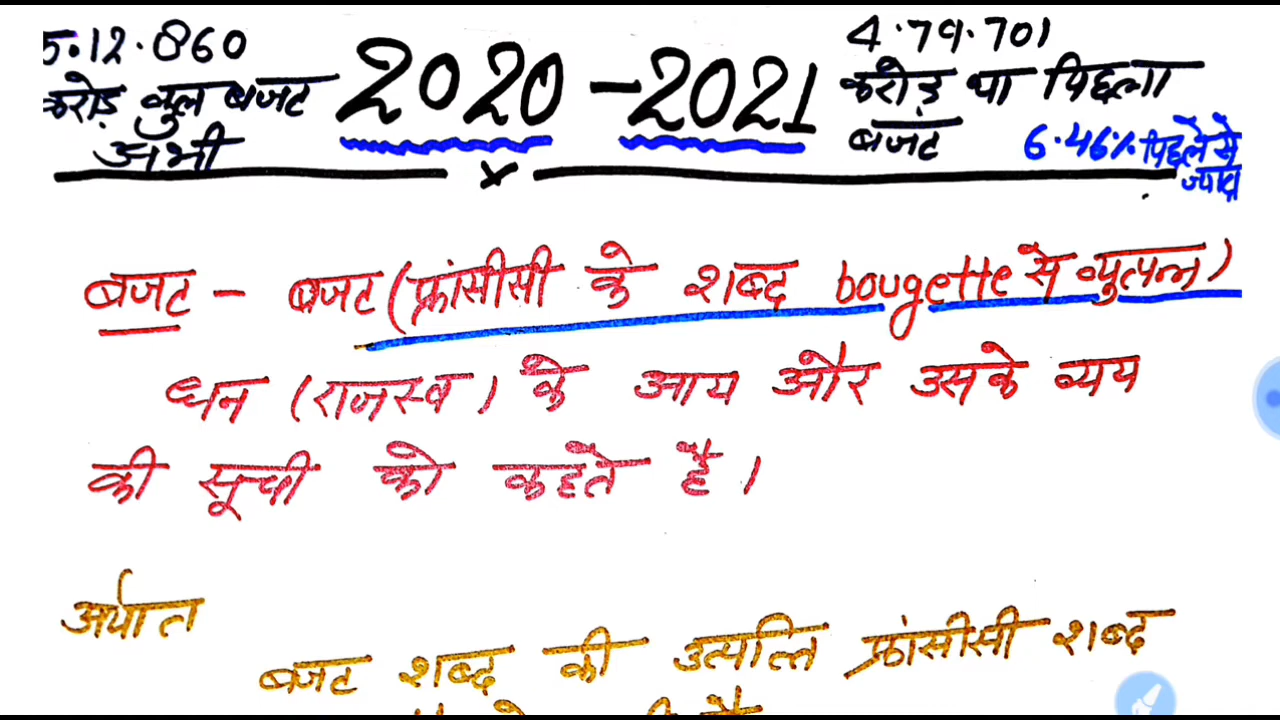 5.12.860
करोड़ कुल बजट
अभी
2020-2021
4.79.701
करोड़ था पिछला
बजट
6.46% पिछले से
ज्यादा
बजट - बजट (फ्रांसीसी के शब्द bougette से व्युत्पन्न)
धन (राजस्व) के आय और उसके व्यय
की सूची को कहते है।
अर्थात
बजट शब्द की उत्पत्ति फ्रांसीसी शब्द